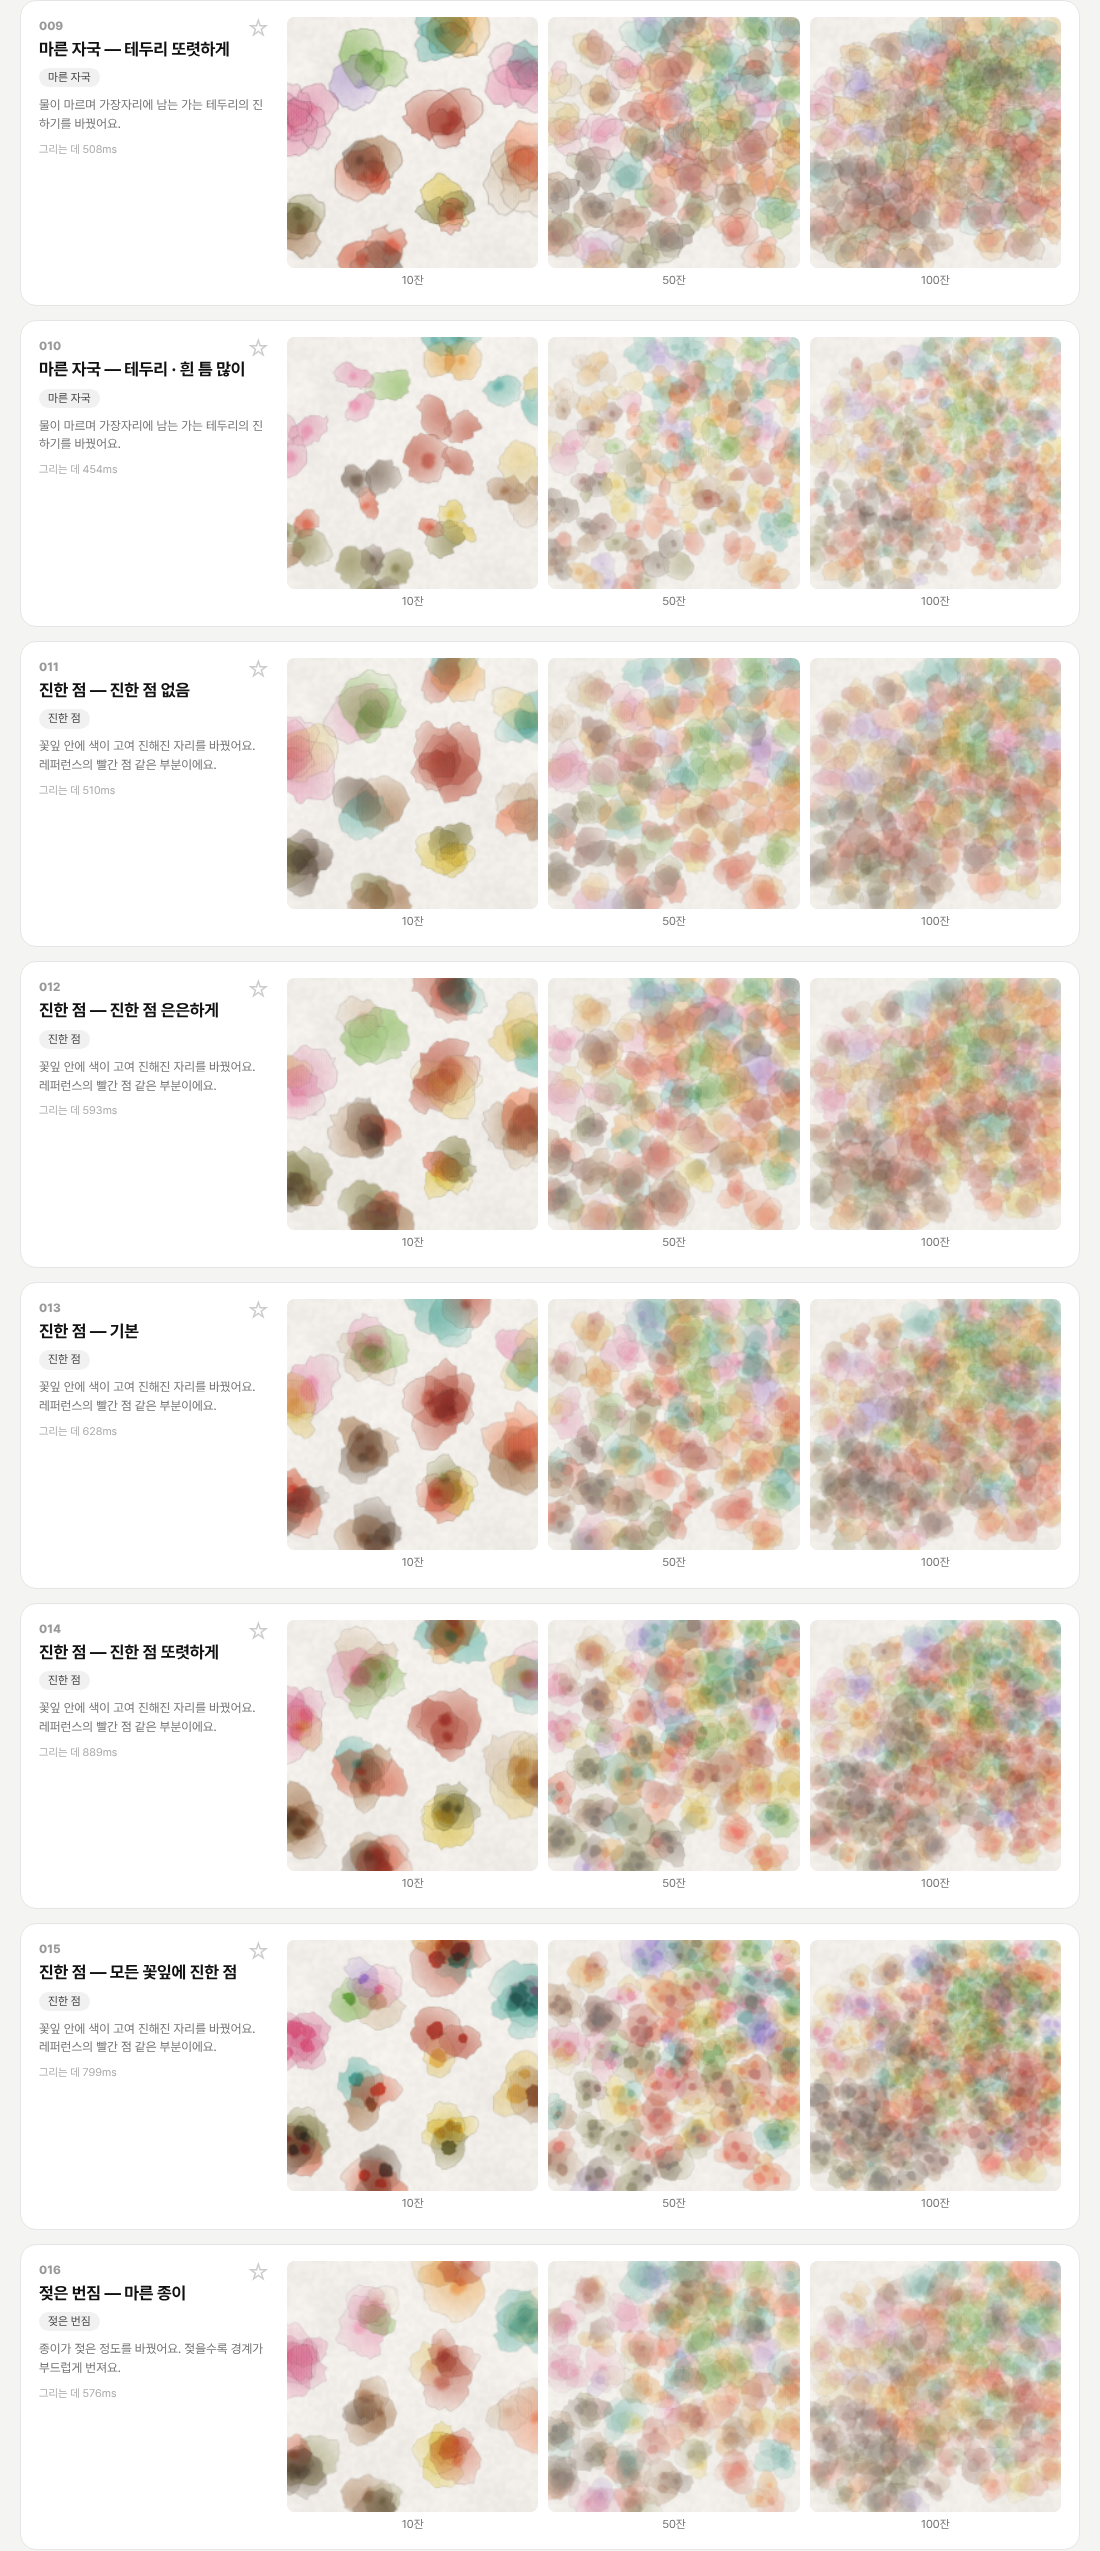 009
마른 자국 — 테두리 또렷하게
마른 자국
물이 마르며 가장자리에 남는 가는 테두리의 진
하기를 바꿨어요.
그리는 데 508ms
10잔
50잔
100잔
010
마른 자국 — 테두리 · 흰 틈 많이
마른 자국
물이 마르며 가장자리에 남는 가는 테두리의 진
하기를 바꿨어요.
그리는 데 454ms
10잔
50잔
100잔
011
진한 점 — 진한 점 없음
진한 점
꽃잎 안에 색이 고여 진해진 자리를 바꿨어요.
레퍼런스의 빨간 점 같은 부분이에요.
그리는 데 510ms
10잔
50잔
100잔
012
진한 점 — 진한 점 은은하게
진한 점
꽃잎 안에 색이 고여 진해진 자리를 바꿨어요.
레퍼런스의 빨간 점 같은 부분이에요.
그리는 데 593ms
10잔
50잔
100잔
013
진한 점 — 기본
진한 점
꽃잎 안에 색이 고여 진해진 자리를 바꿨어요.
레퍼런스의 빨간 점 같은 부분이에요.
그리는 데 628ms
10잔
50잔
100잔
014
진한 점 — 진한 점 또렷하게
진한 점
꽃잎 안에 색이 고여 진해진 자리를 바꿨어요.
레퍼런스의 빨간 점 같은 부분이에요.
그리는 데 889ms
10잔
50잔
100잔
015
진한 점 — 모든 꽃잎에 진한 점
진한 점
꽃잎 안에 색이 고여 진해진 자리를 바꿨어요.
레퍼런스의 빨간 점 같은 부분이에요.
그리는 데 799ms
10잔
50잔
100잔
016
젖은 번짐 — 마른 종이
젖은 번짐
종이가 젖은 정도를 바꿨어요. 젖을수록 경계가
부드럽게 번져요.
그리는 데 576ms
10잔
50잔
100잔